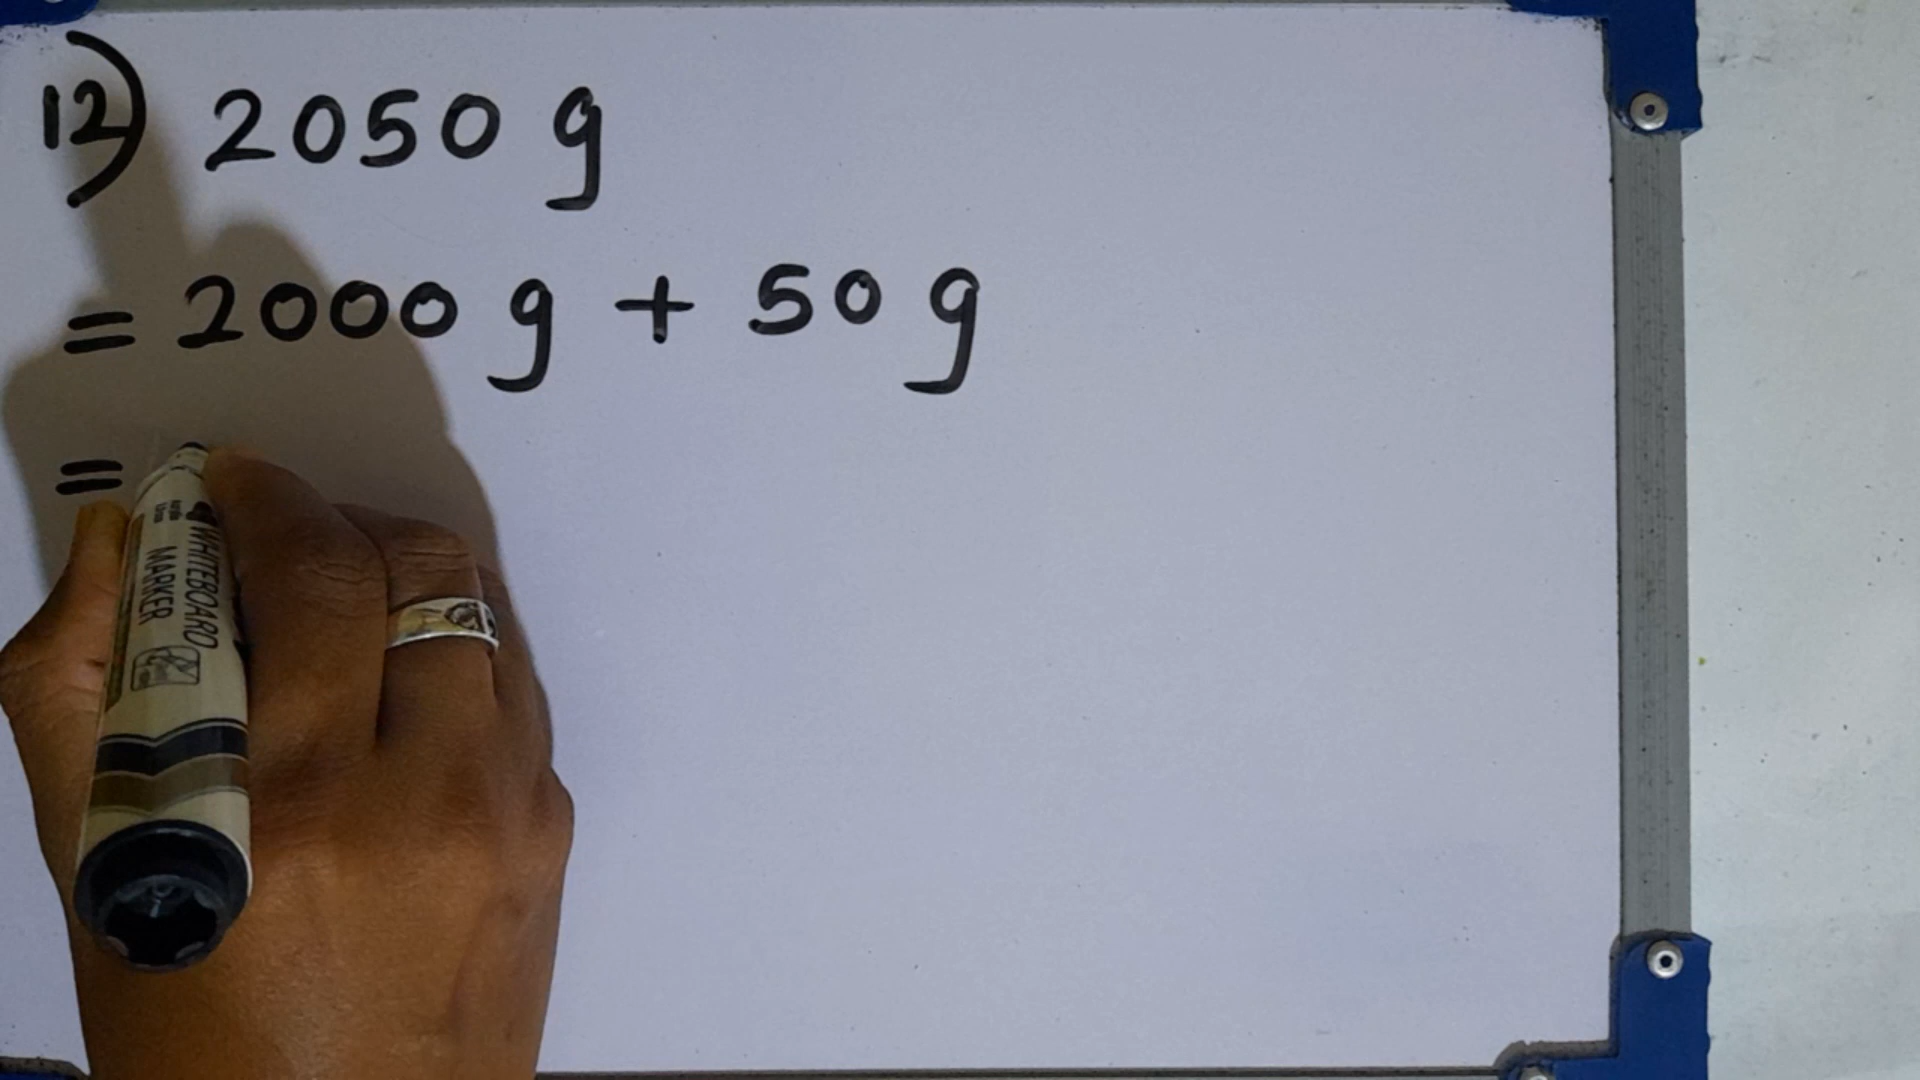 12) 2050 g
= 2000 g + 50 g
=
WHITEBOARD
MARKER